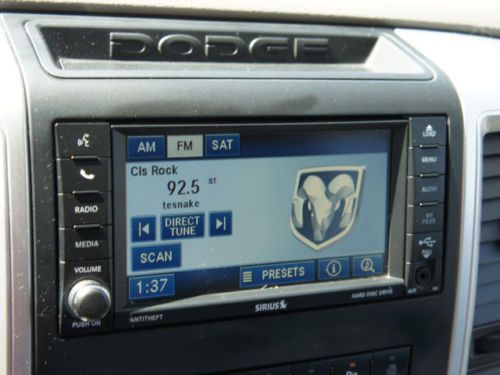 DODGE
AM FM SAT
LOAD
Cls Rock
MENU
92.5 ST
RADIO
tesnake
AUDIO
DIRECT TUNE
MY FILES
MEDIA
SCAN
VOLUME
PRESETS
1:37
PUSH ON
ANTITHEFT
SIRIUS
HARD DISC DRIVE
AUX